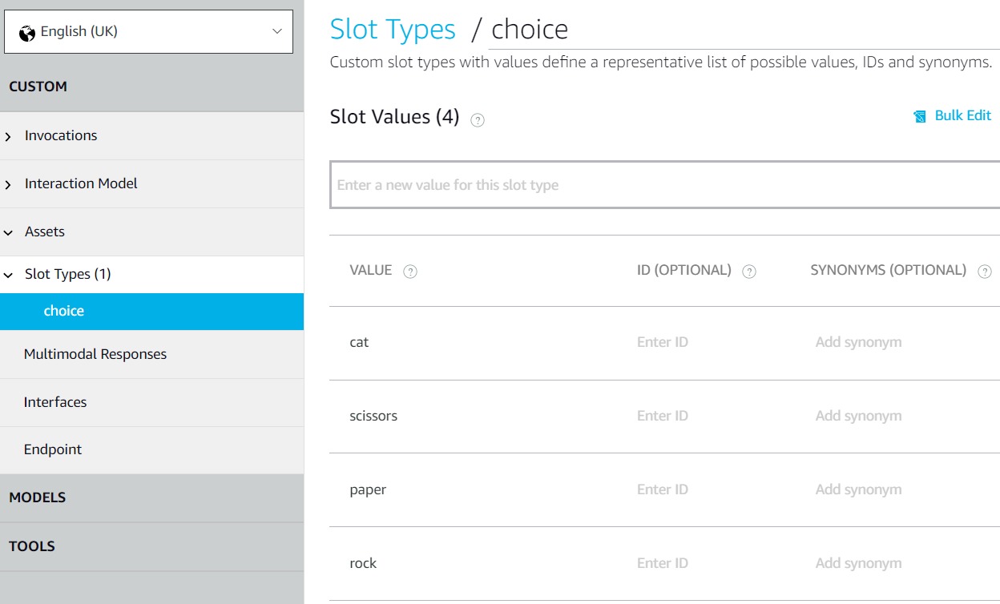 English (UK)
CUSTOM
Invocations
Interaction Model
Assets
Slot Types (1)
choice
Multimodal Responses
Interfaces
Endpoint
MODELS
TOOLS
Slot Types / choice
Custom slot types with values define a representative list of possible values, IDs and synonyms.
Slot Values (4) ?
Bulk Edit
Enter a new value for this slot type
VALUE ? ID (OPTIONAL) ? SYNONYMS (OPTIONAL) ?
cat Enter ID Add synonym
scissors Enter ID Add synonym
paper Enter ID Add synonym
rock Enter ID Add synonym